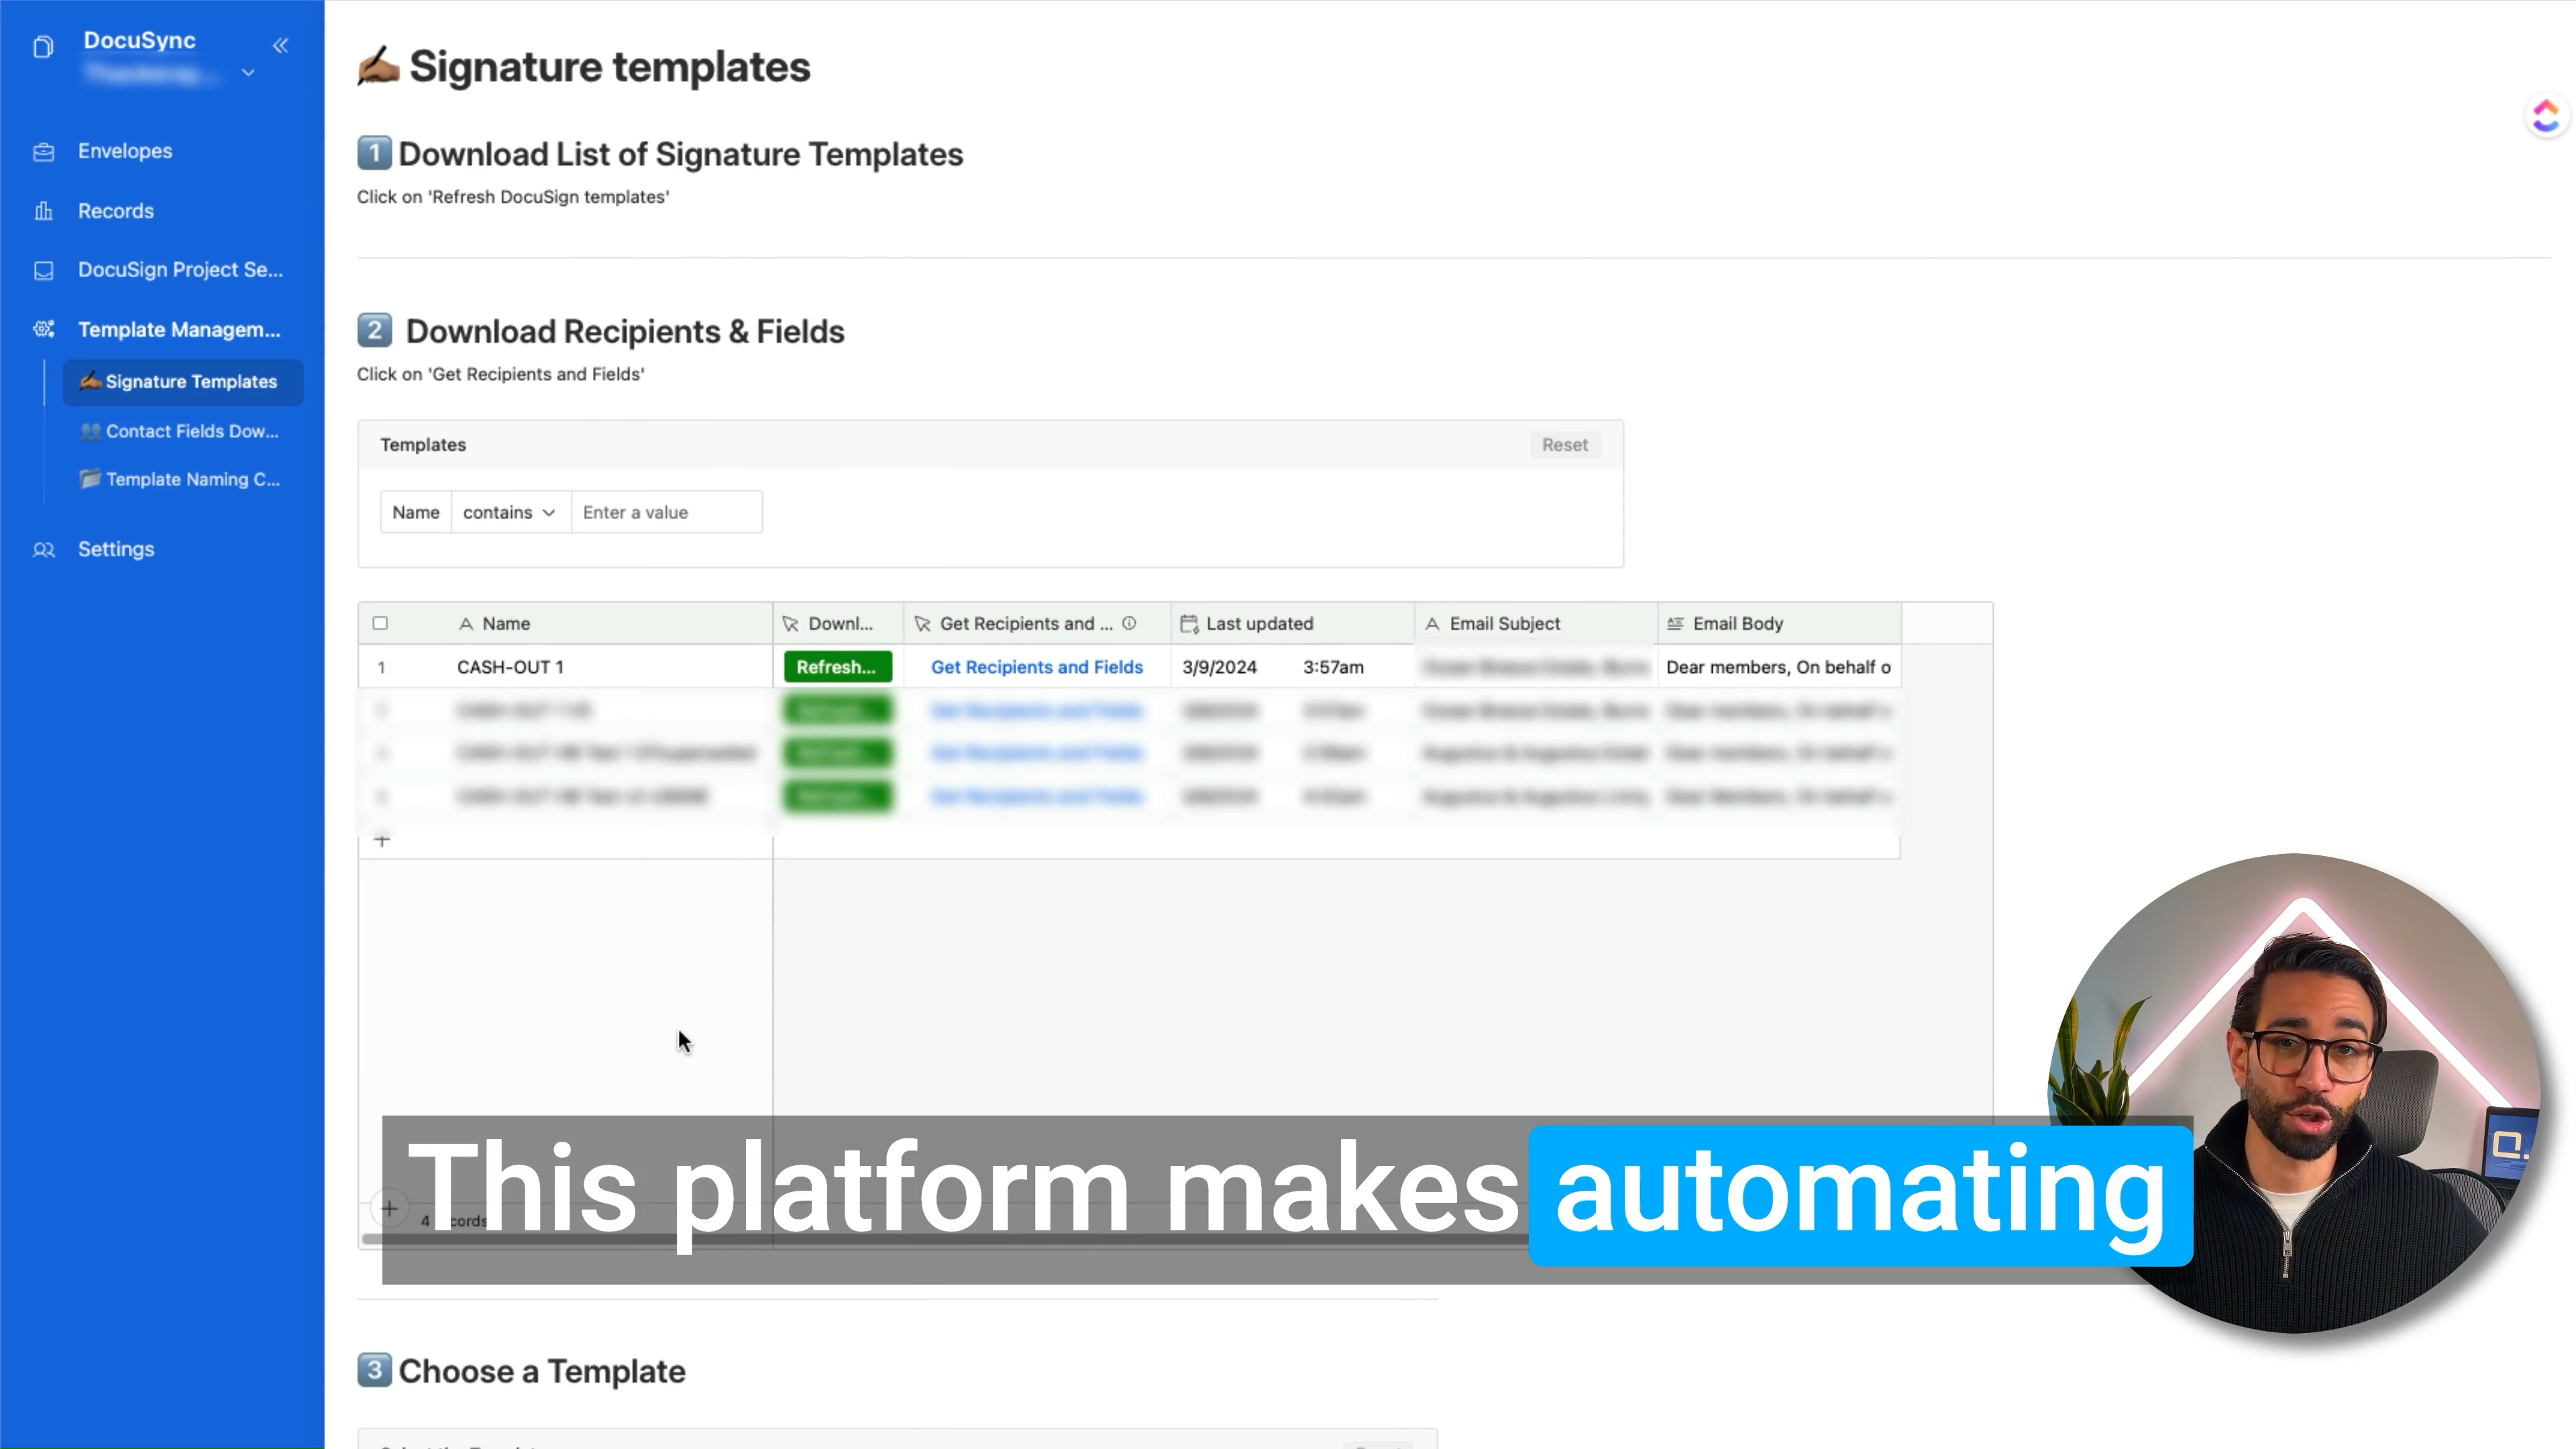 DocuSync
Envelopes
Records
DocuSign Project Se...
Template Managem...
Signature Templates
Contact Fields Dow...
Template Naming C...
Settings
Signature templates
1 Download List of Signature Templates
Click on 'Refresh DocuSign templates'
2 Download Recipients & Fields
Click on 'Get Recipients and Fields'
Templates Reset
Name contains Enter a value
Name Downl... Get Recipients and ... Last updated Email Subject Email Body
1 CASH-OUT 1 Refresh... Get Recipients and Fields 3/9/2024 3:57am Dear members, On behalf o
This platform makes automating
3 Choose a Template